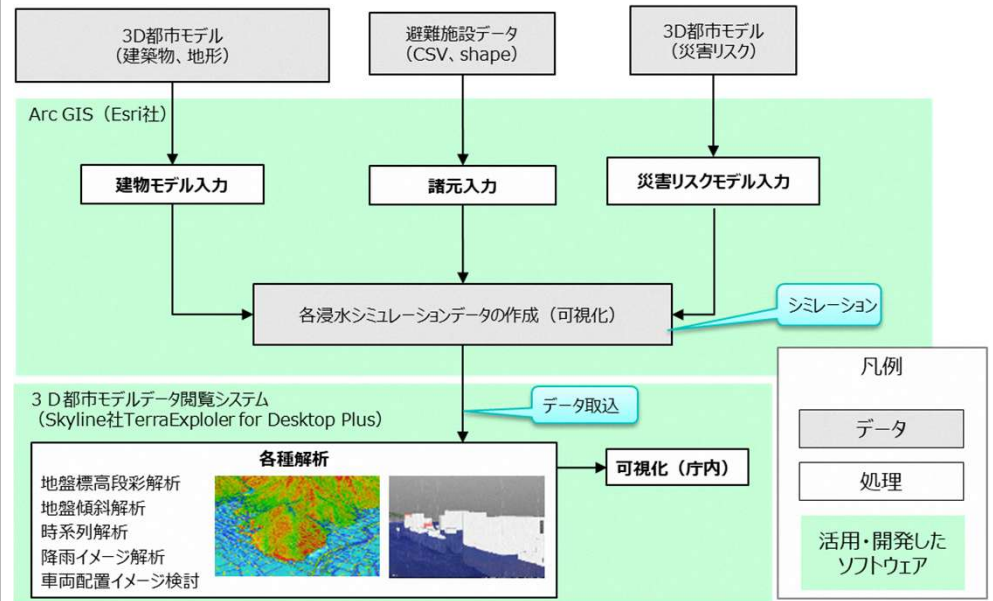 3D都市モデル
（建築物、地形）
避難施設データ
（CSV、shape）
3D都市モデル
（災害リスク）
Arc GIS（Esri社）
建物モデル入力
諸元入力
災害リスクモデル入力
各浸水シミュレーションデータの作成（可視化）
シミレーション
３Ｄ都市モデルデータ閲覧システム
（Skyline社TerraExploler for Desktop Plus）
データ取込
各種解析
地盤標高段彩解析
地盤傾斜解析
時系列解析
降雨イメージ解析
車両配置イメージ検討
可視化（庁内）
凡例
データ
処理
活用・開発した
ソフトウェア